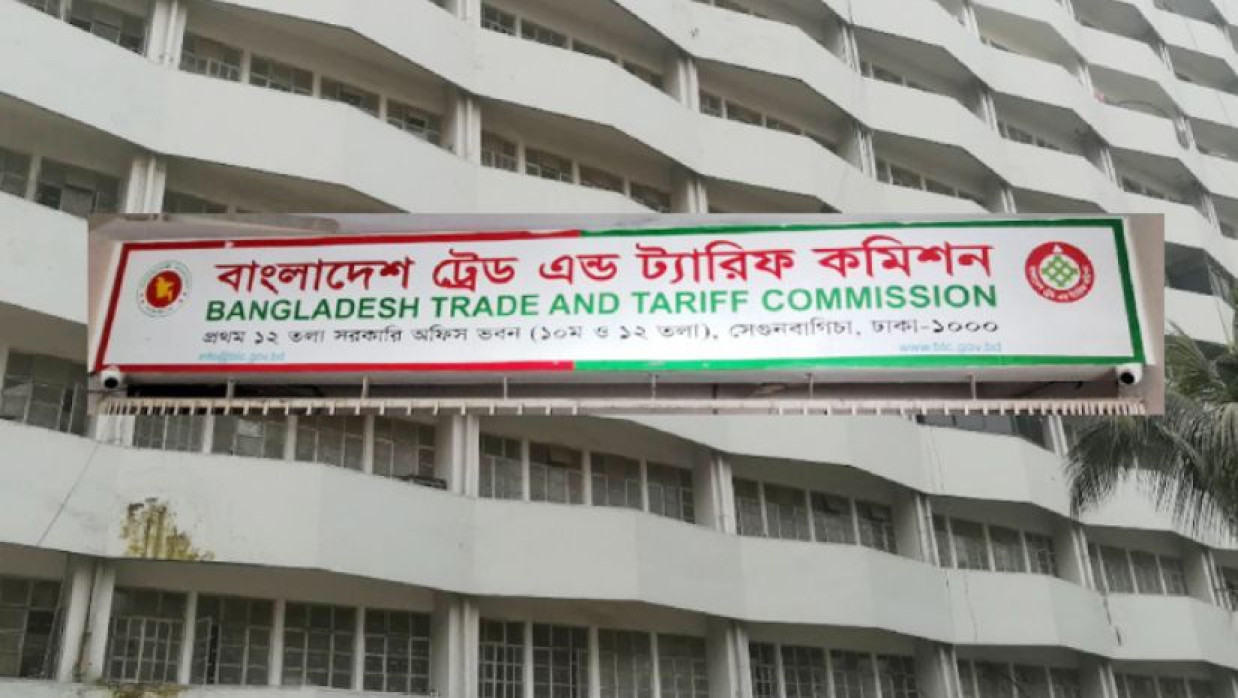 বাংলাদেশ ট্রেড এন্ড ট্যারিফ কমিশন
BANGLADESH TRADE AND TARIFF COMMISSION
প্রথম ১২ তলা সরকারি অফিস ভবন (১০ম ও ১২ তলা), সেগুনবাগিচা, ঢাকা-১০০০
info@btc.gov.bd
www.btc.gov.bd